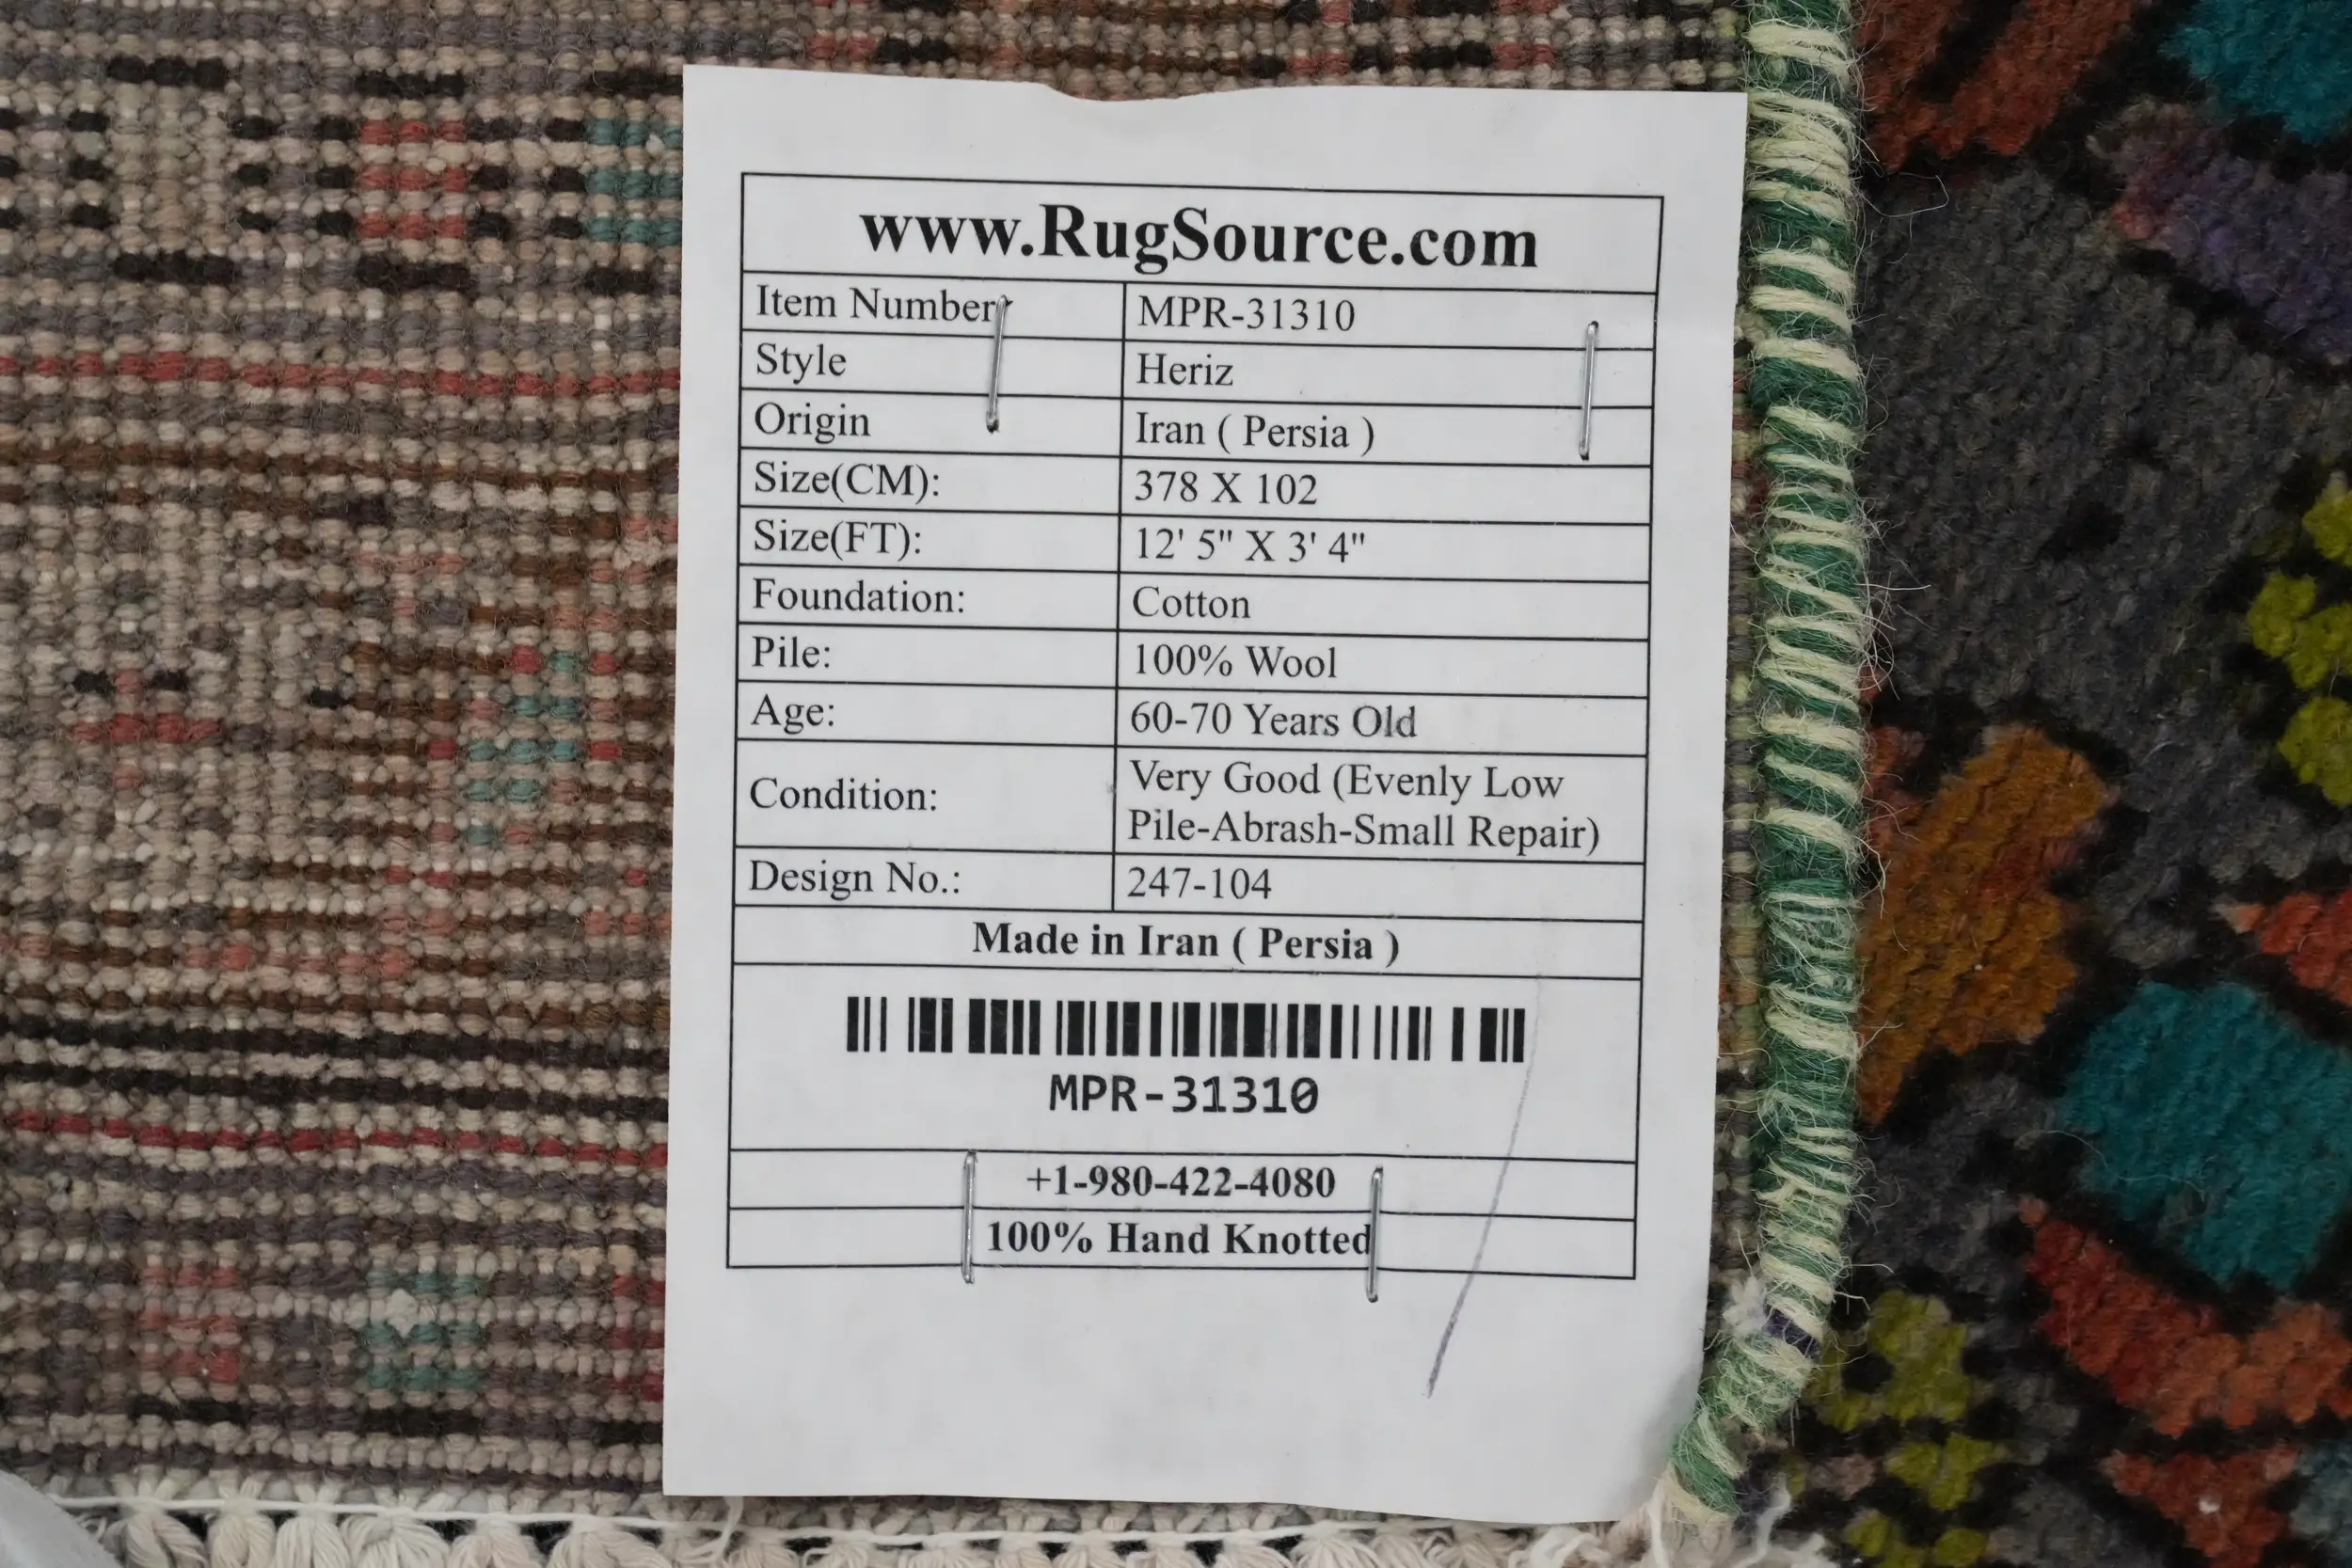 www.RugSource.com
Item Number MPR-31310
Style Heriz
Origin Iran ( Persia )
Size(CM): 378 X 102
Size(FT): 12' 5" X 3' 4"
Foundation: Cotton
Pile: 100% Wool
Age: 60-70 Years Old
Condition: Very Good (Evenly Low
Pile-Abrash-Small Repair)
Design No.: 247-104
Made in Iran ( Persia )
MPR-31310
+1-980-422-4080
100% Hand Knotted